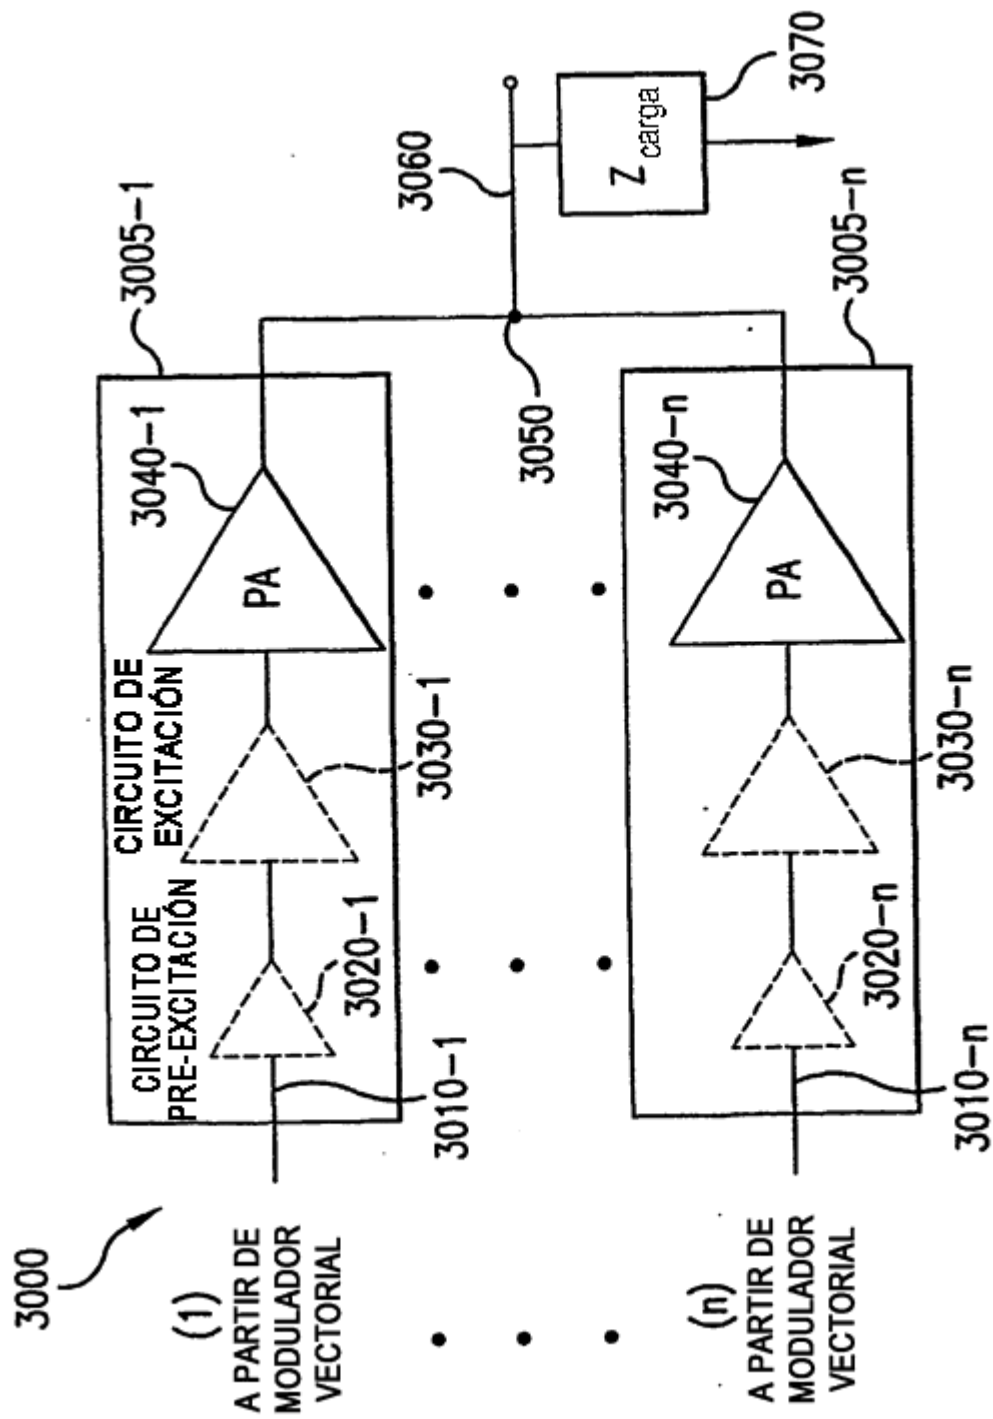 3000
(1)
A PARTIR DE
MODULADOR
VECTORIAL
3010-1
CIRCUITO DE
PRE-EXCITACIÓN
3020-1
CIRCUITO DE
EXCITACIÓN
3030-1
PA
3040-1
3005-1
3050
3060
Z carga
3070
(n)
A PARTIR DE
MODULADOR
VECTORIAL
3010-n
3020-n
3030-n
PA
3040-n
3005-n